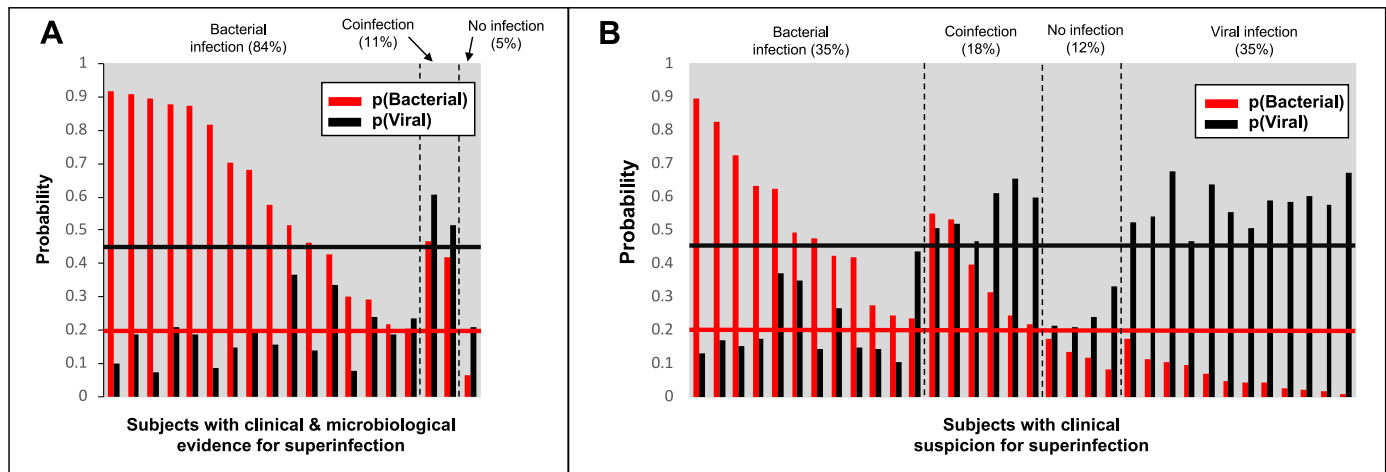 A
Bacterial
infection (84%)
Coinfection
(11%)
No infection
(5%)
1
0.9
0.8
0.7
0.6
0.5
0.4
0.3
0.2
0.1
0
Probability
p(Bacterial)
p(Viral)
Subjects with clinical & microbiological
evidence for superinfection
B
Bacterial
infection (35%)
Coinfection
(18%)
No infection
(12%)
Viral infection
(35%)
1
0.9
0.8
0.7
0.6
0.5
0.4
0.3
0.2
0.1
0
Probability
p(Bacterial)
p(Viral)
Subjects with clinical
suspicion for superinfection